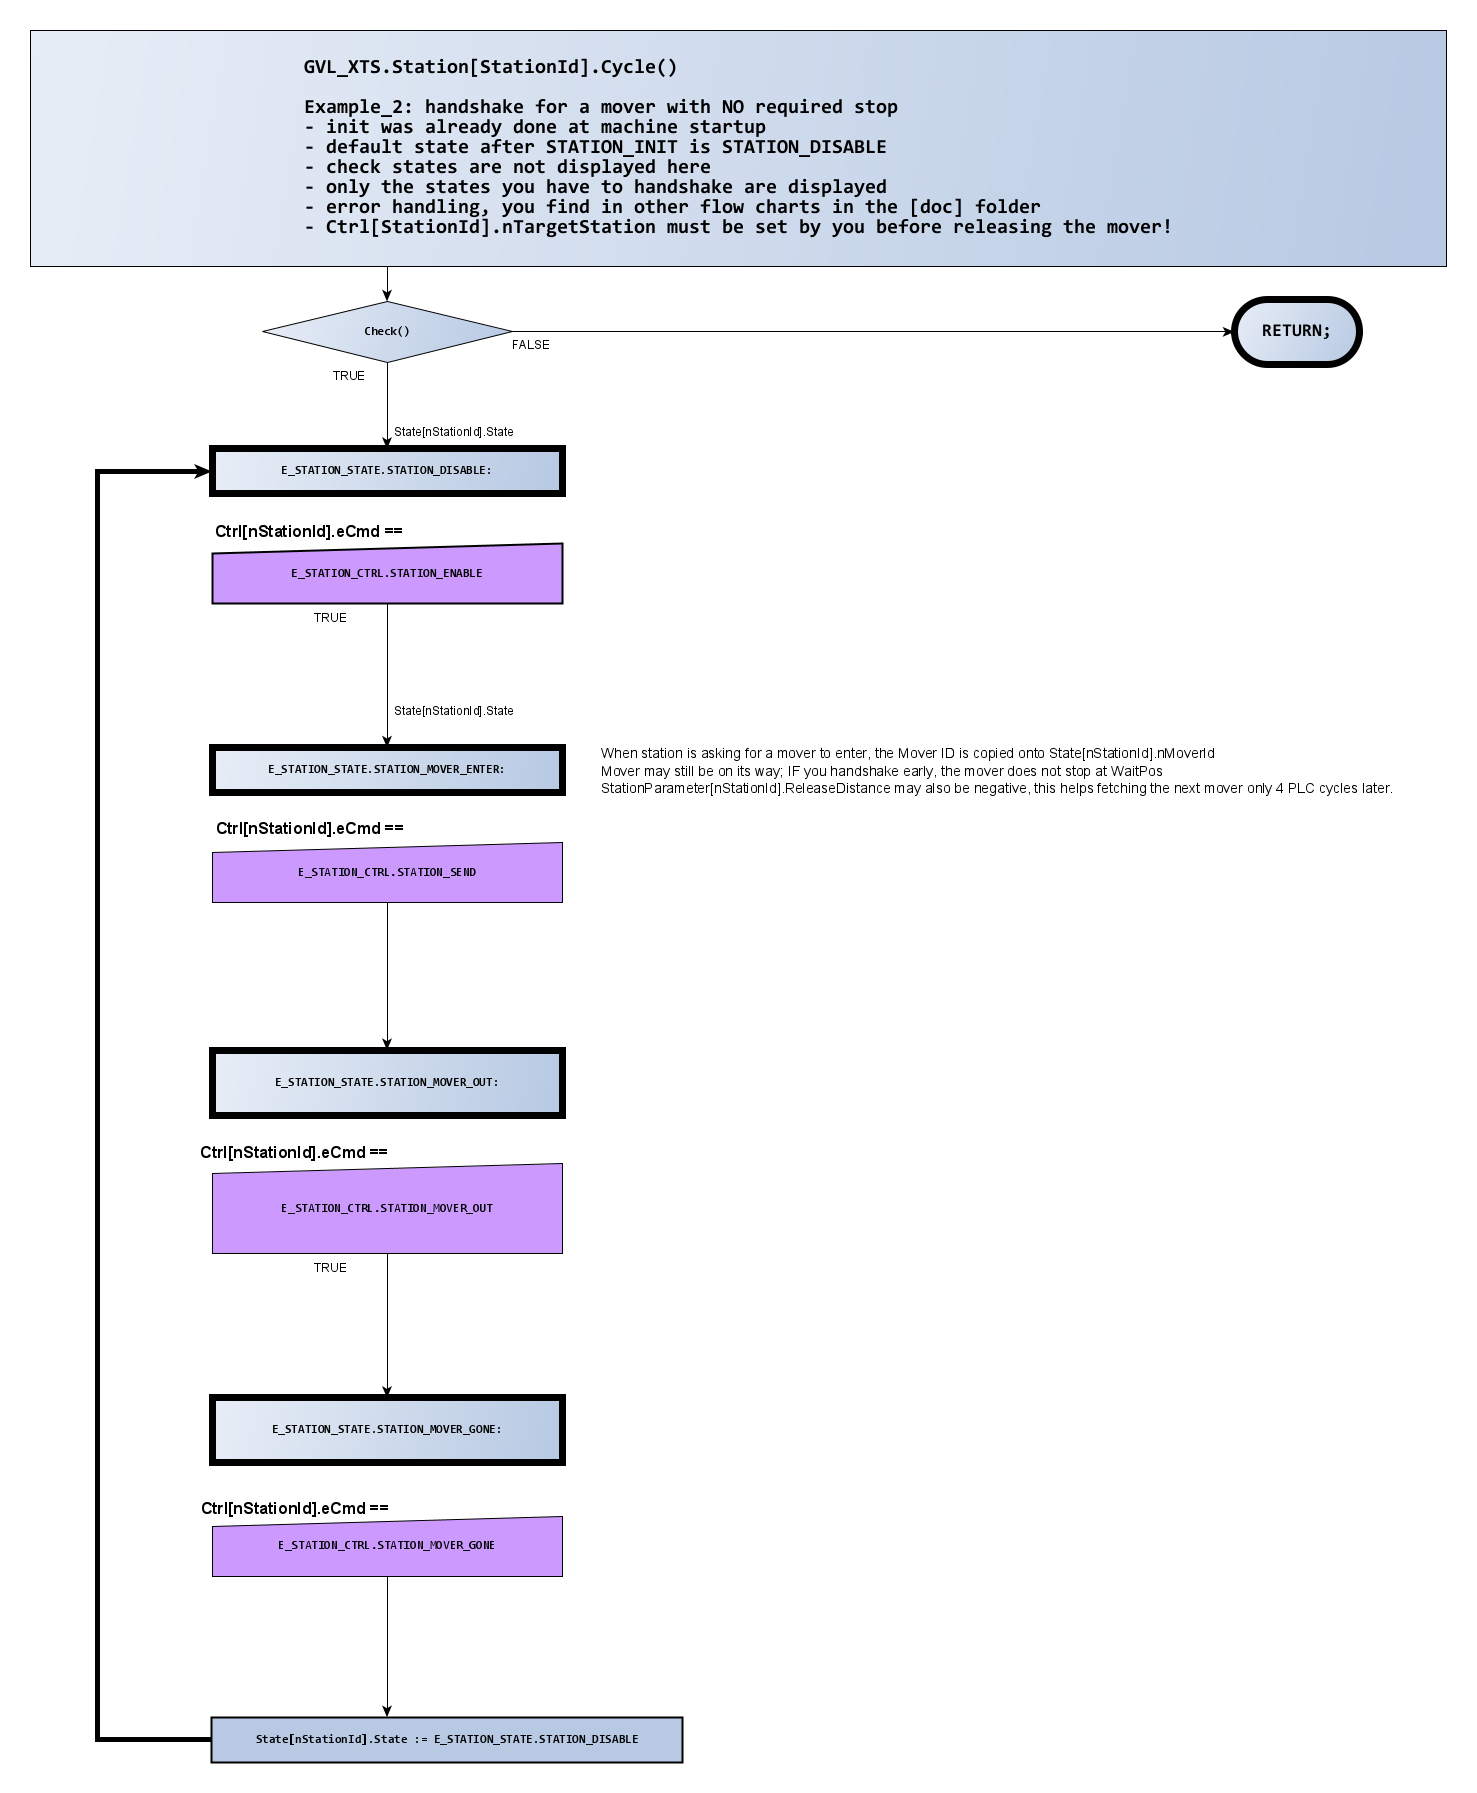 GVL_XTS.Station[StationId].Cycle()
Example_2: handshake for a mover with NO required stop
- init was already done at machine startup
- default state after STATION_INIT is STATION_DISABLE
- check states are not displayed here
- only the states you have to handshake are displayed
- error handling, you find in other flow charts in the [doc] folder
- Ctrl[StationId].nTargetStation must be set by you before releasing the mover!
Check()
RETURN;
FALSE
TRUE
State[nStationId].State
E_STATION_STATE.STATION_DISABLE:
Ctrl[nStationId].eCmd ==
E_STATION_CTRL.STATION_ENABLE
TRUE
State[nStationId].State
E_STATION_STATE.STATION_MOVER_ENTER:
When station is asking for a mover to enter, the Mover ID is copied onto State[nStationId].nMoverId
Mover may still be on its way; IF you handshake early, the mover does not stop at WaitPos
StationParameter[nStationId].ReleaseDistance may also be negative, this helps fetching the next mover only 4 PLC cycles later.
Ctrl[nStationId].eCmd ==
E_STATION_CTRL.STATION_SEND
E_STATION_STATE.STATION_MOVER_OUT:
Ctrl[nStationId].eCmd ==
E_STATION_CTRL.STATION_MOVER_OUT
TRUE
E_STATION_STATE.STATION_MOVER_GONE:
Ctrl[nStationId].eCmd ==
E_STATION_CTRL.STATION_MOVER_GONE
State[nStationId].State := E_STATION_STATE.STATION_DISABLE